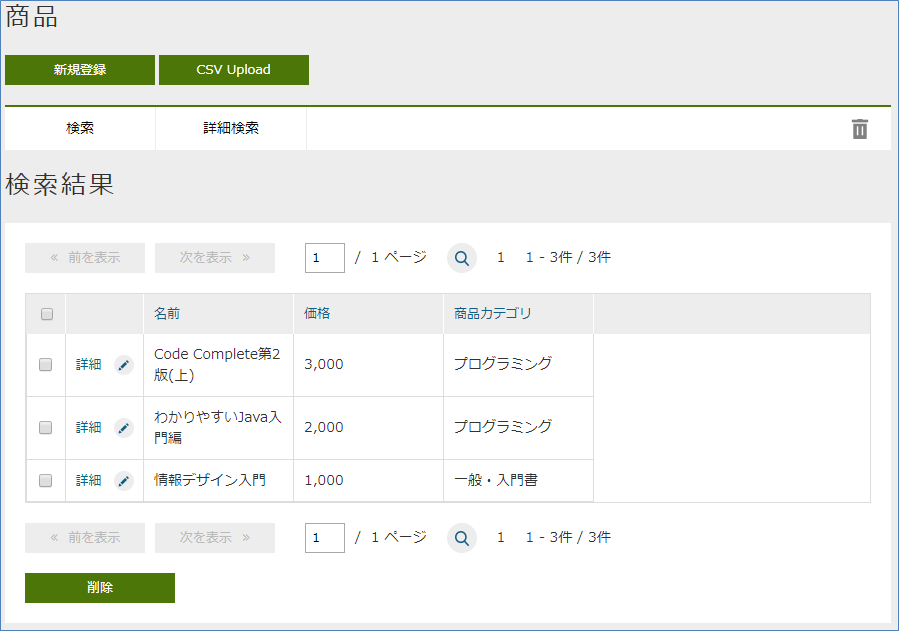 商品
新規登録 CSV Upload
検索 詳細検索
検索結果
« 前を表示 次を表示 » 1 / 1 ページ 1 1 - 3件 / 3件
名前 価格 商品カテゴリ
詳細 Code Complete第2版(上) 3,000 プログラミング
詳細 わかりやすいJava入門編 2,000 プログラミング
詳細 情報デザイン入門 1,000 一般・入門書
« 前を表示 次を表示 » 1 / 1 ページ 1 1 - 3件 / 3件
削除